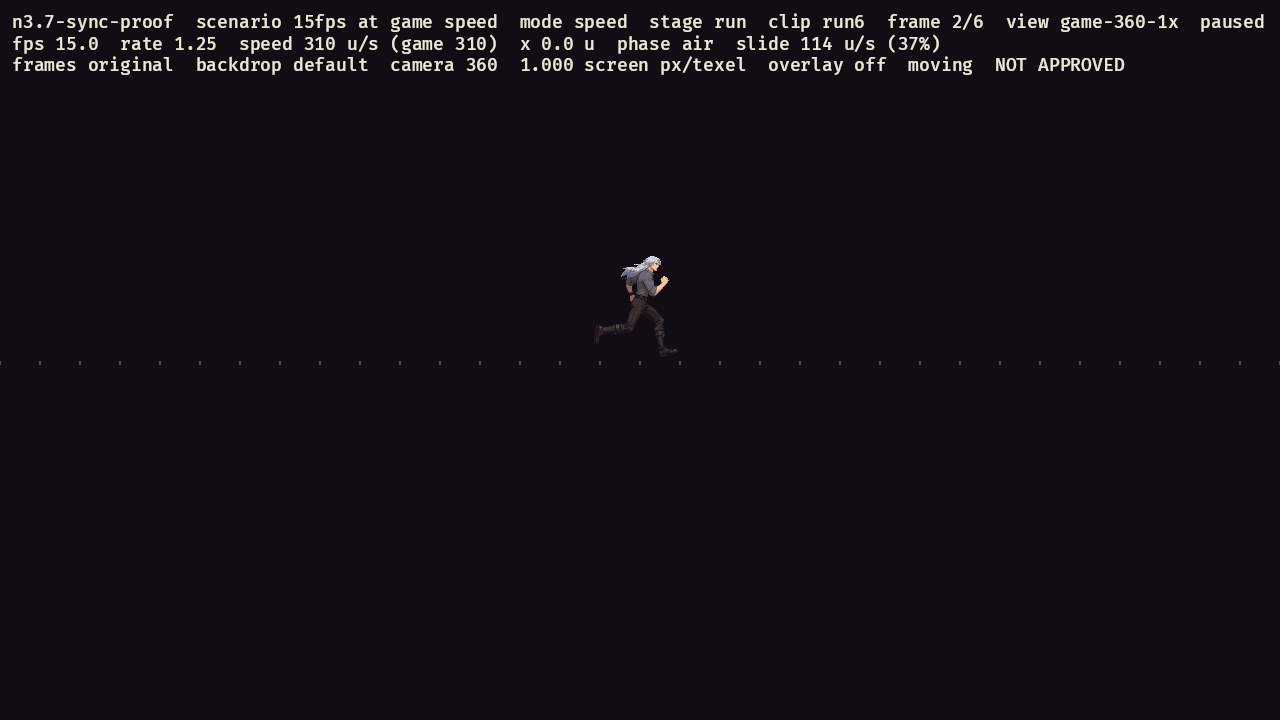 n3.7-sync-proof  scenario 15fps at game speed  mode speed  stage run  clip run6  frame 2/6  view game-360-1x  paused
fps 15.0  rate 1.25  speed 310 u/s (game 310)  x 0.0 u  phase air  slide 114 u/s (37%)
frames original  backdrop default  camera 360  1.000 screen px/texel  overlay off  moving  NOT APPROVED